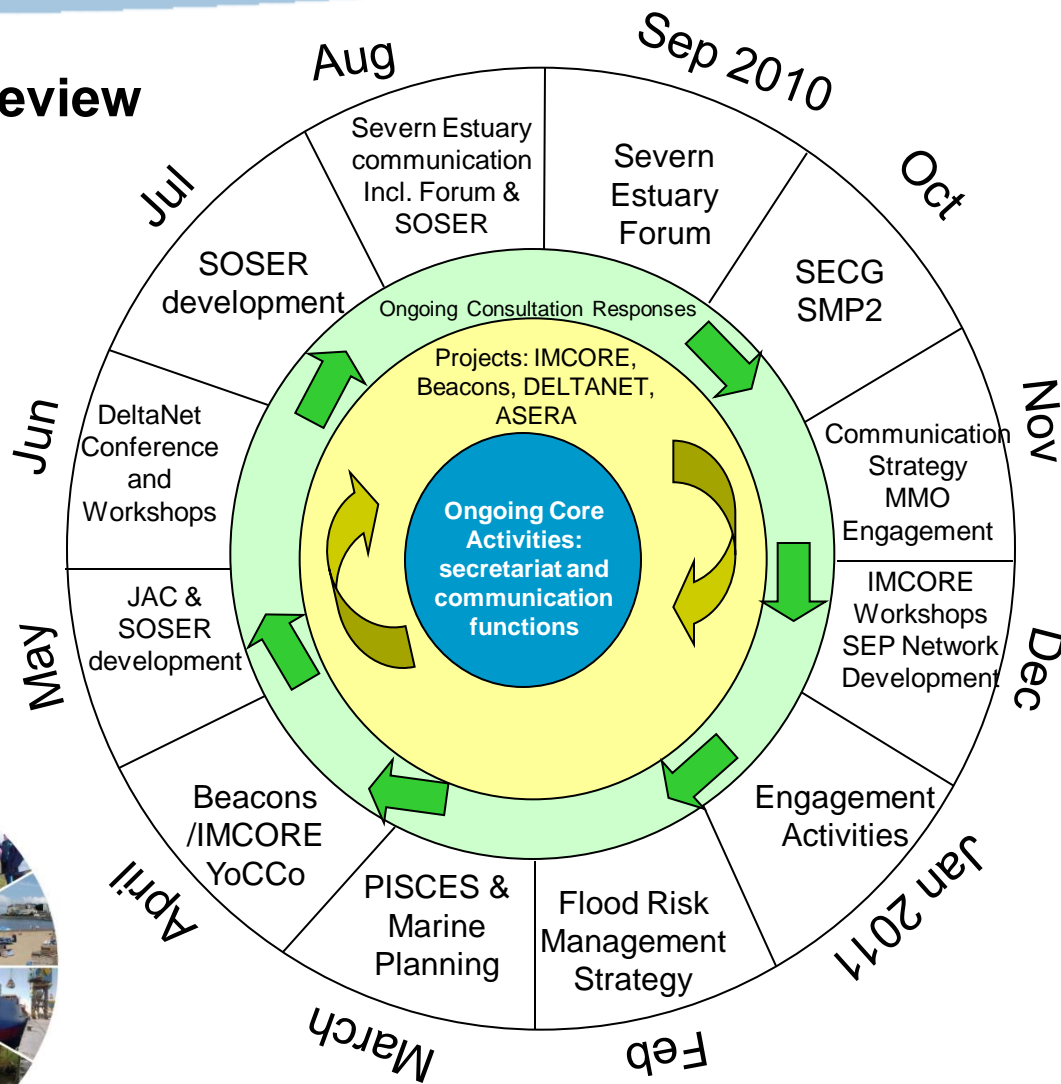 eview
Aug
Sep 2010
Oct
Nov
Dec
Jan 2011
Feb
March
April
May
Jun
Jul
Severn Estuary
communication
Incl. Forum &
SOSER
Severn
Estuary
Forum
SECG
SMP2
Communication
Strategy
MMO
Engagement
IMCORE
Workshops
SEP Network
Development
Engagement
Activities
Flood Risk
Management
Strategy
PISCES &
Marine
Planning
Beacons
/IMCORE
YoCCo
JAC &
SOSER
development
DeltaNet
Conference
and
Workshops
SOSER
development
Ongoing Consultation Responses
Projects: IMCORE,
Beacons, DELTANET,
ASERA
Ongoing Core
Activities:
secretariat and
communication
functions